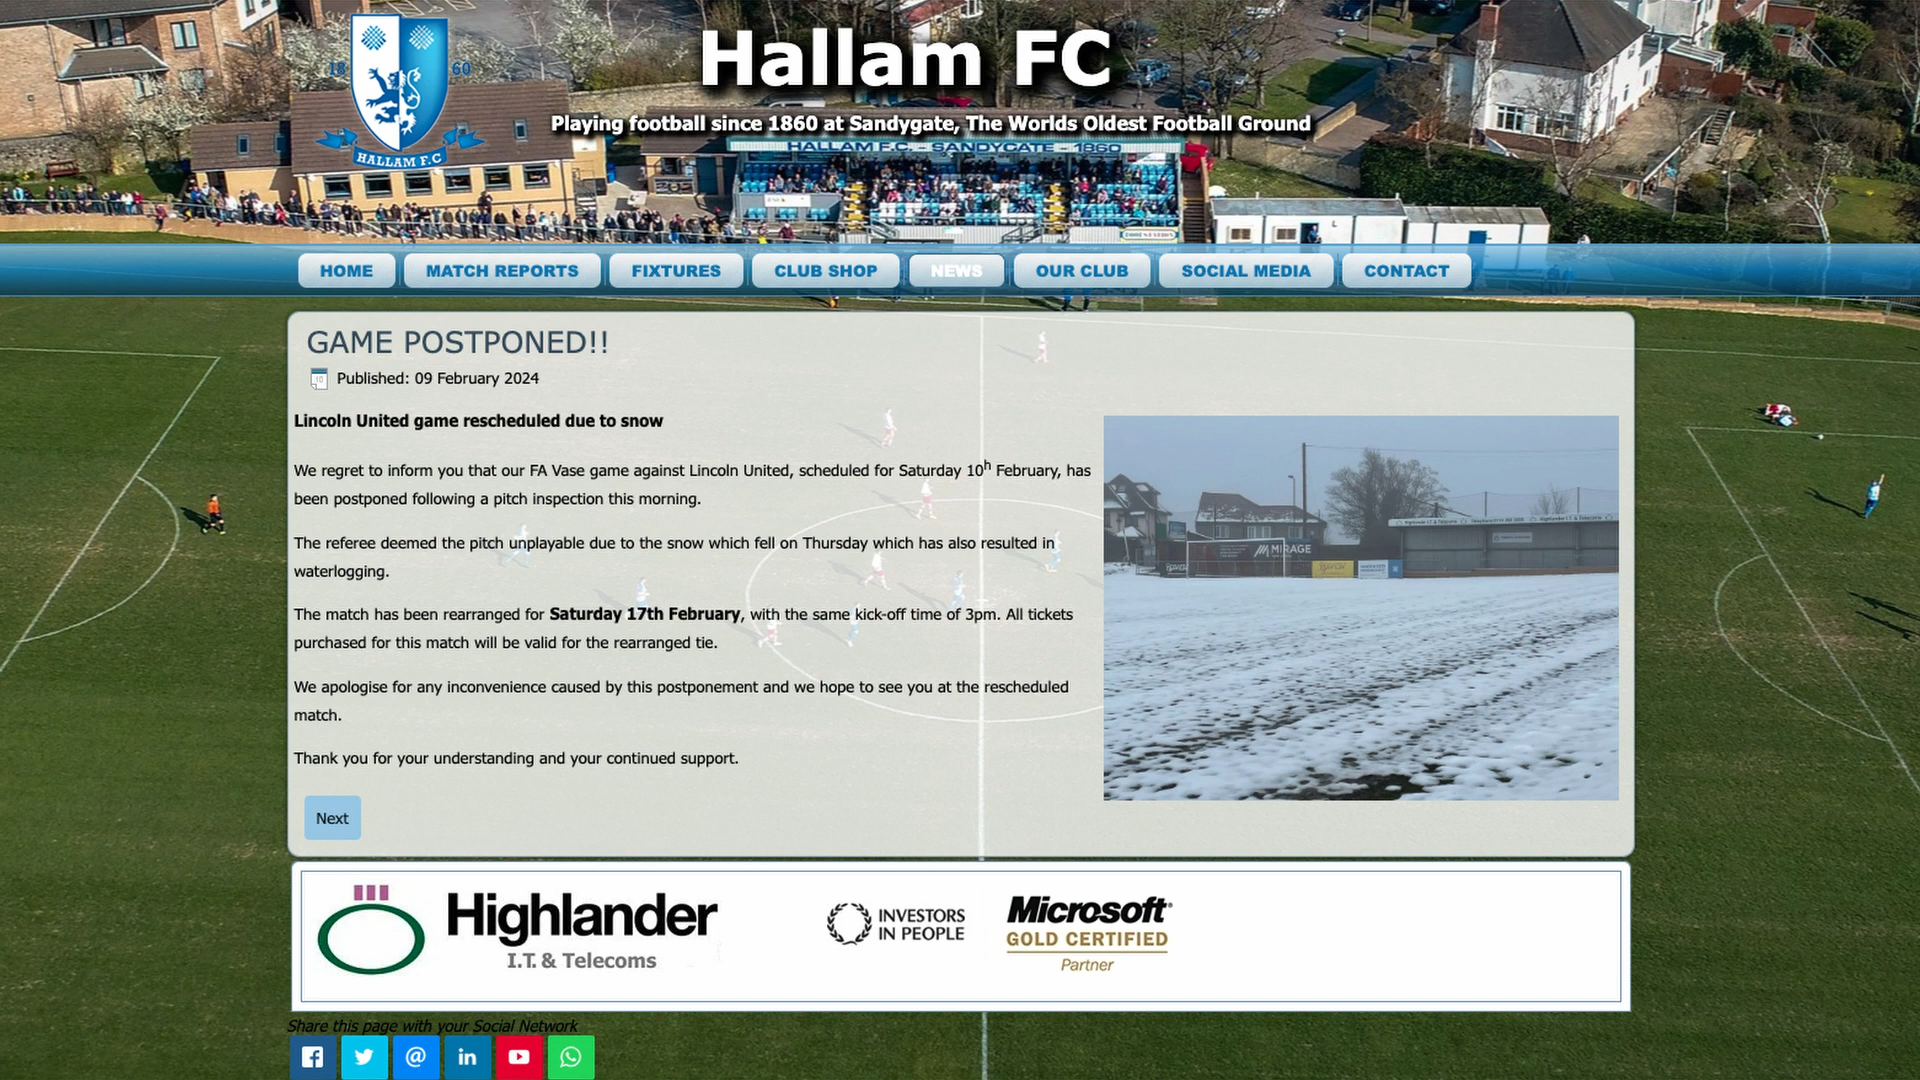 18 60
HALLAM F.C
Hallam FC
Playing football since 1860 at Sandygate, The Worlds Oldest Football Ground
HALLAM F.C. - SANDYGATE - 1860
HOME
MATCH REPORTS
FIXTURES
CLUB SHOP
NEWS
OUR CLUB
SOCIAL MEDIA
CONTACT
GAME POSTPONED!!
Published: 09 February 2024
Lincoln United game rescheduled due to snow
We regret to inform you that our FA Vase game against Lincoln United, scheduled for Saturday 10h February, has
been postponed following a pitch inspection this morning.
The referee deemed the pitch unplayable due to the snow which fell on Thursday which has also resulted in
waterlogging.
The match has been rearranged for Saturday 17th February, with the same kick-off time of 3pm. All tickets
purchased for this match will be valid for the rearranged tie.
We apologise for any inconvenience caused by this postponement and we hope to see you at the rescheduled
match.
Thank you for your understanding and your continued support.
MIRAGE
Next
Highlander
I.T. & Telecoms
INVESTORS
IN PEOPLE
Microsoft
GOLD CERTIFIED
Partner
Share this page with your Social Network